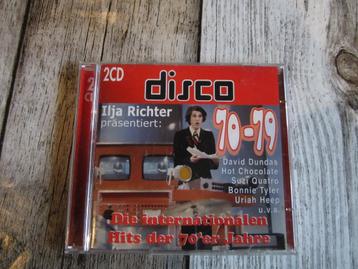 2CD
disco
Ilja Richter
präsentiert:
70-79
David Dundas
Hot Chocolate
Suzi Quatro
Bonnie Tyler
Uriah Heep
u.v.a.
Die internationalen
Hits der 70'er Jahre